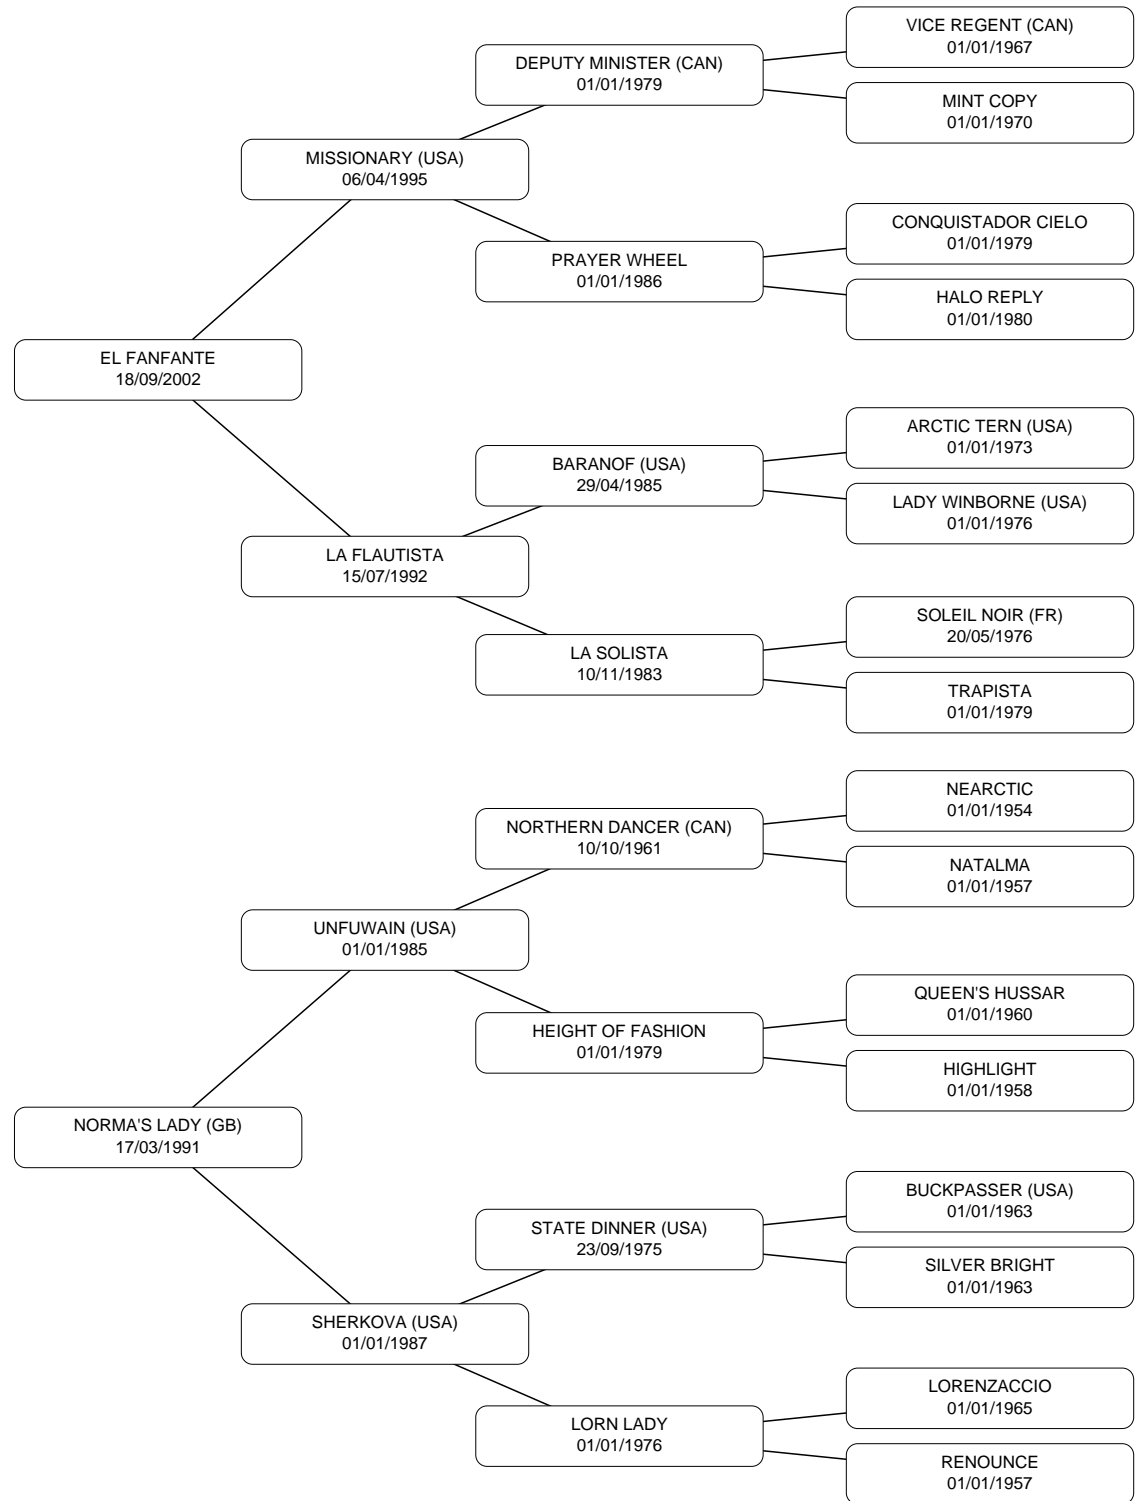 VICE REGENT (CAN)
01/01/1967
DEPUTY MINISTER (CAN)
01/01/1979
MINT COPY
01/01/1970
MISSIONARY (USA)
06/04/1995
CONQUISTADOR CIELO
01/01/1979
PRAYER WHEEL
01/01/1986
HALO REPLY
01/01/1980
EL FANFANTE
18/09/2002
ARCTIC TERN (USA)
01/01/1973
BARANOF (USA)
29/04/1985
LADY WINBORNE (USA)
01/01/1976
LA FLAUTISTA
15/07/1992
SOLEIL NOIR (FR)
20/05/1976
LA SOLISTA
10/11/1983
TRAPISTA
01/01/1979
NEARCTIC
01/01/1954
NORTHERN DANCER (CAN)
10/10/1961
NATALMA
01/01/1957
UNFUWAIN (USA)
01/01/1985
QUEEN'S HUSSAR
01/01/1960
HEIGHT OF FASHION
01/01/1979
HIGHLIGHT
01/01/1958
NORMA'S LADY (GB)
17/03/1991
BUCKPASSER (USA)
01/01/1963
STATE DINNER (USA)
23/09/1975
SILVER BRIGHT
01/01/1963
SHERKOVA (USA)
01/01/1987
LORENZACCIO
01/01/1965
LORN LADY
01/01/1976
RENOUNCE
01/01/1957